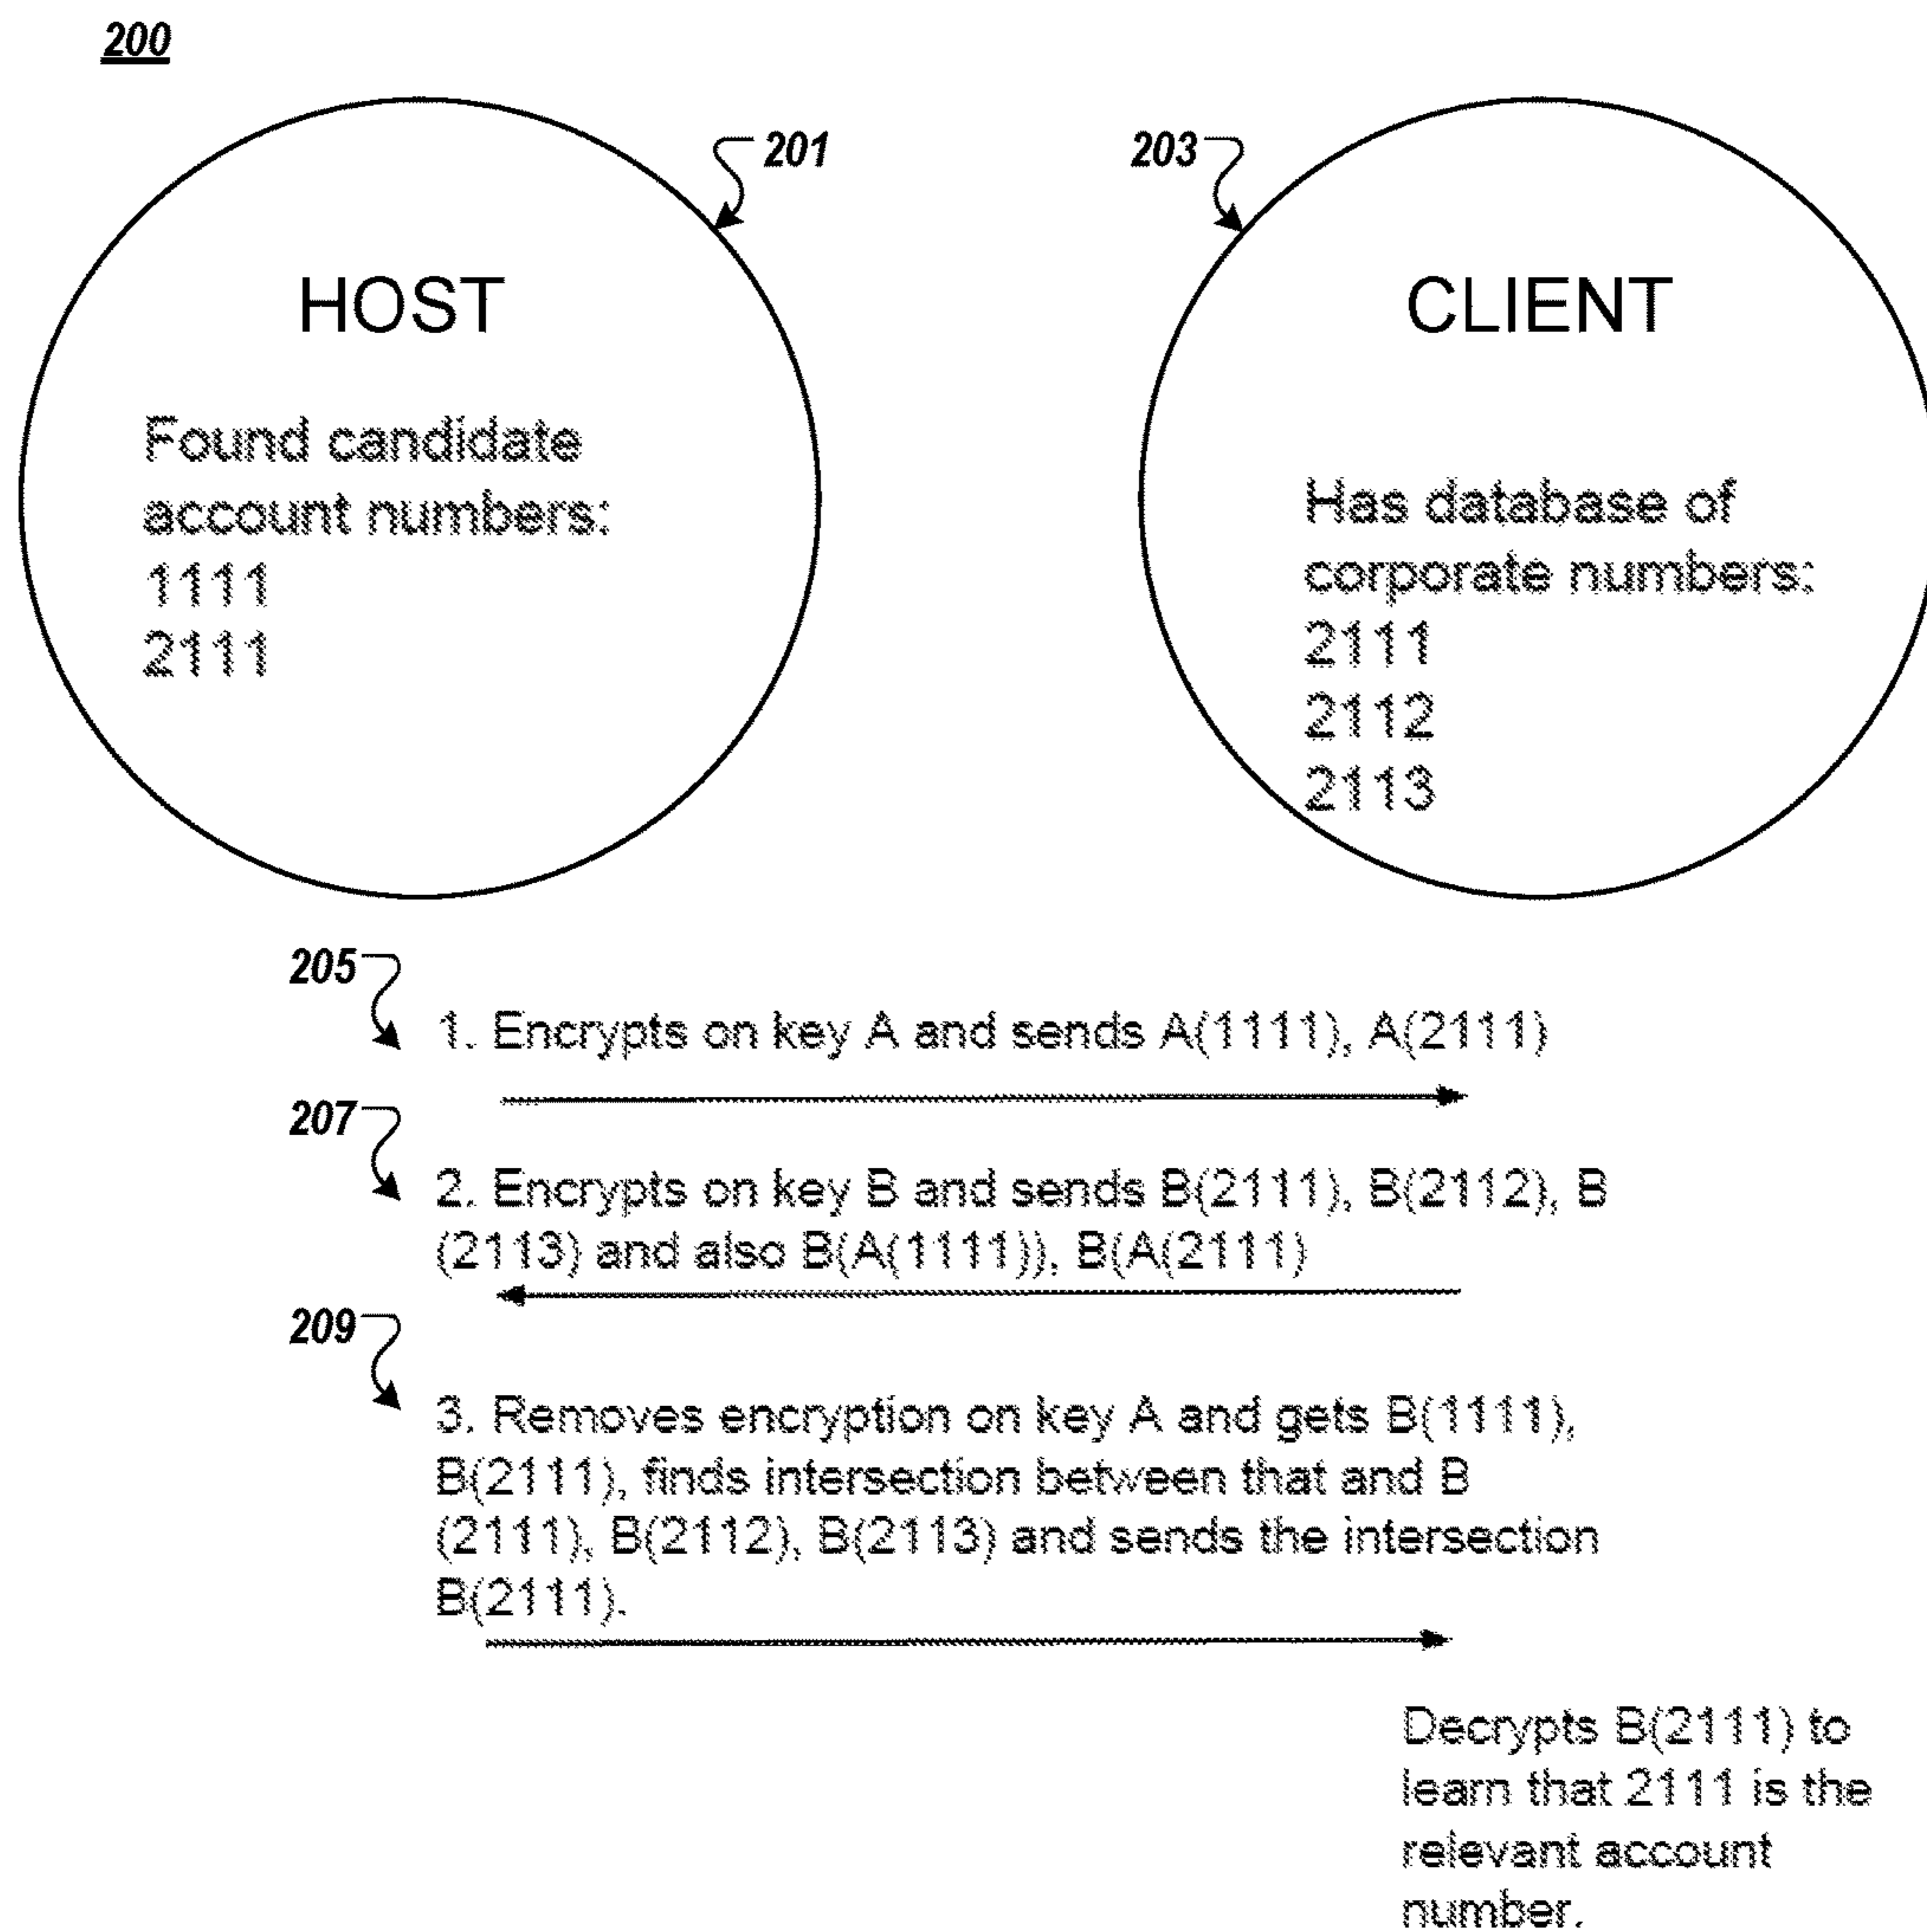 200
201
203
HOST
Found candidate
account numbers:
1111
2111
CLIENT
Has database of
corporate numbers:
2111
2112
2113
205
1. Encrypts on key A and sends A(1111), A(2111)
207
2. Encrypts on key B and sends B(2111), B(2112), B
(2113) and also B(A(1111)), B(A(2111)
209
3. Removes encryption on key A and gets B(1111),
B(2111), finds intersection between that and B
(2111), B(2112), B(2113) and sends the intersection
B(2111).
Decrypts B(2111) to
learn that 2111 is the
relevant account
number.